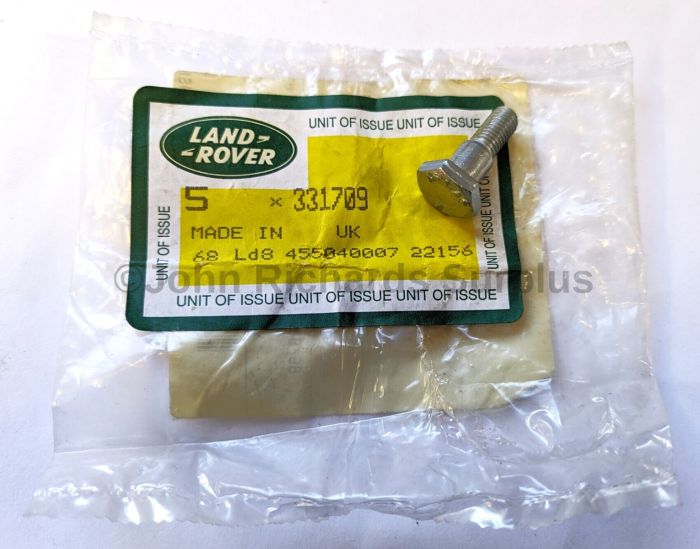 UNIT OF ISSUE UNIT OF ISSUE
LAND-
-ROVER
5 × 331709
MADE IN UK
68 Ld8 455040007 22156
UNIT OF ISSUE UNIT OF ISSUE UNIT OF ISSUE
UNIT OF ISSUE
UNIT OF ISSUE
©John Richards Surplus